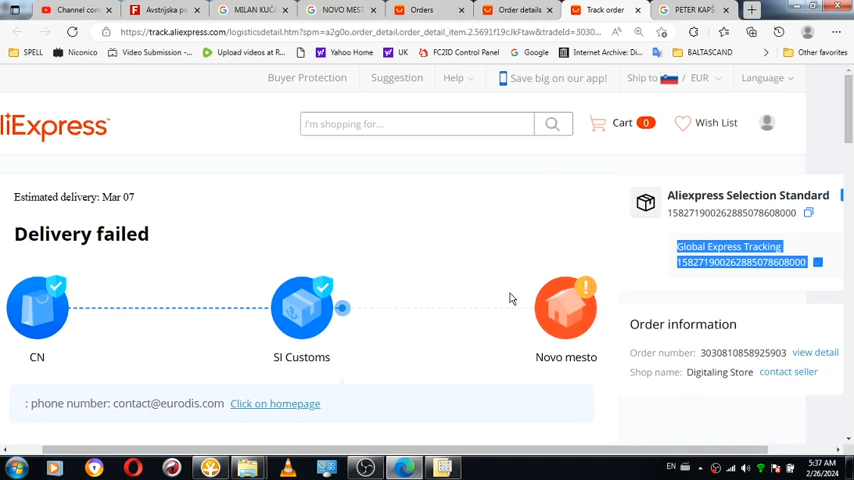 Channel con
Avstrijska po
MILAN KUČA
NOVO MEST
Orders
Order details
Track order
PETER KAPŠ
https://track.aliexpress.com/logisticsdetail.htm?spm=a2g0o.order_detail.order_detail_item.2.5691f19cJkFtaw&tradeId=3030...
SPELL
Niconico
Video Submission -...
Upload videos at R...
Yahoo Home
UK
FC2ID Control Panel
Google
Internet Archive: Di...
BALTASCAND
Other favorites
Buyer Protection
Suggestion
Help
Save big on our app!
Ship to
/ EUR
Language
liExpress
I'm shopping for...
Cart 0
Wish List
Estimated delivery: Mar 07
Delivery failed
CN
SI Customs
Novo mesto
: phone number: contact@eurodis.com Click on homepage
Aliexpress Selection Standard
158271900262885078608000
Global Express Tracking
158271900262885078608000
Order information
Order number: 3030810858925903 view detail
Shop name: Digitaling Store contact seller
EN
5:37 AM
2/26/2024